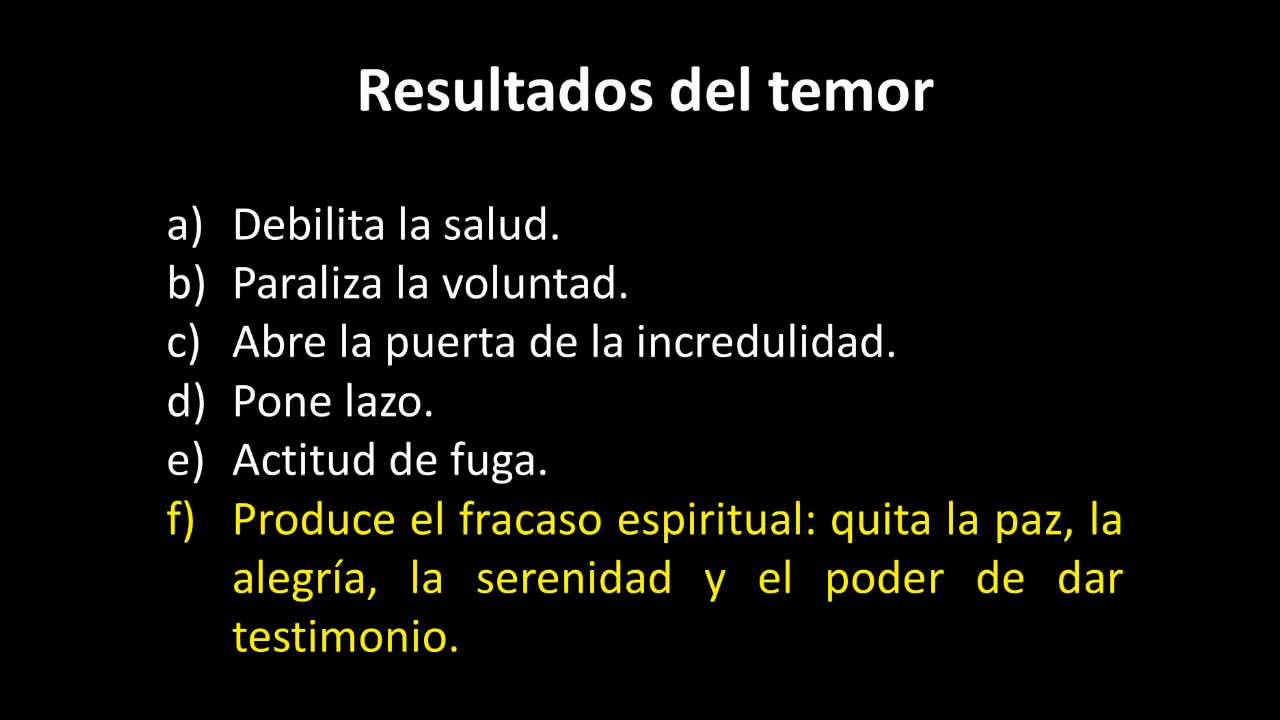 Resultados del temor
a) Debilita la salud.
b) Paraliza la voluntad.
c) Abre la puerta de la incredulidad.
d) Pone lazo.
e) Actitud de fuga.
f) Produce el fracaso espiritual: quita la paz, la
alegría, la serenidad y el poder de dar
testimonio.